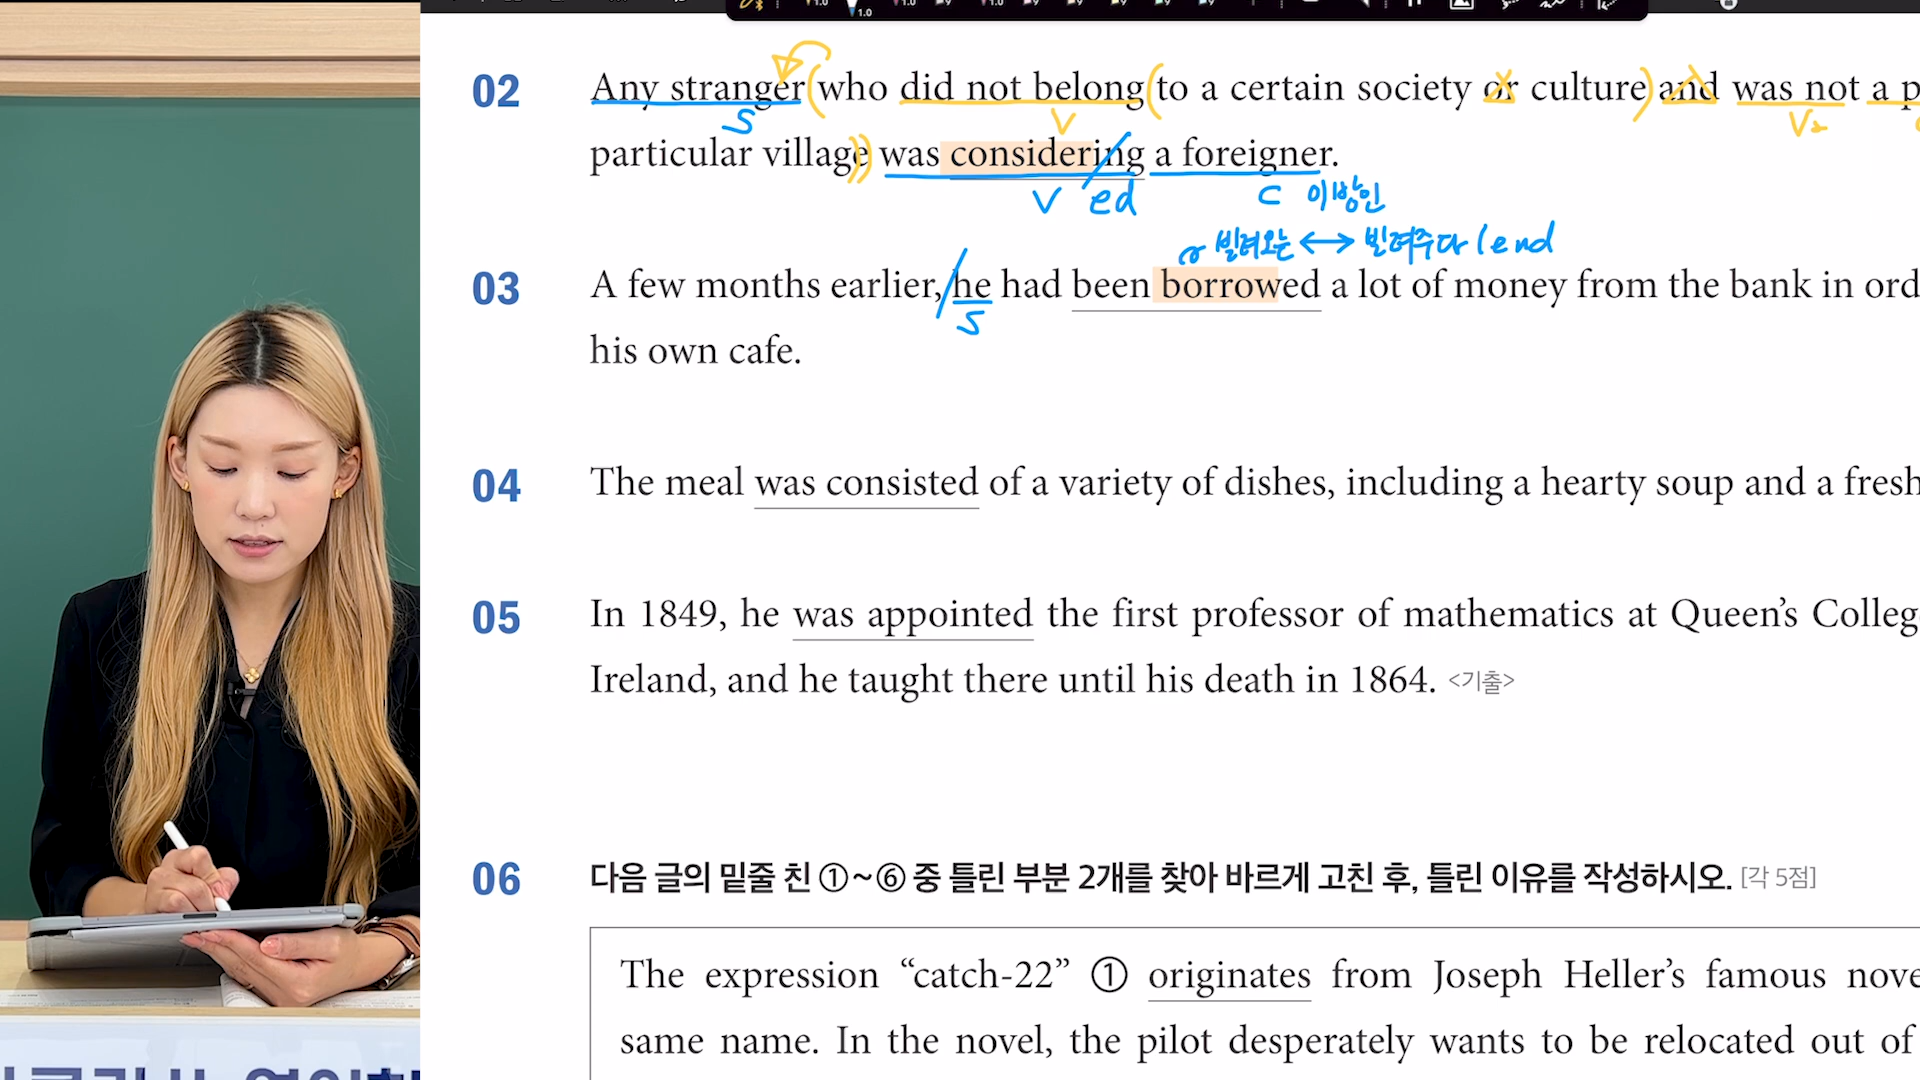 02 Any stranger who did not belong to a certain society or culture and was not a p
S V V₂
particular village was considering a foreigner.
V ed C 이방인
빌려오는 ↔ 빌려주다 lend
03 A few months earlier, he had been borrowed a lot of money from the bank in ord
S
his own cafe.
04 The meal was consisted of a variety of dishes, including a hearty soup and a fresh
05 In 1849, he was appointed the first professor of mathematics at Queen’s Colleg
Ireland, and he taught there until his death in 1864. <기출>
06 다음 글의 밑줄 친 ①~⑥ 중 틀린 부분 2개를 찾아 바르게 고친 후, 틀린 이유를 작성하시오. [각 5점]
The expression “catch-22” ① originates from Joseph Heller’s famous nove
same name. In the novel, the pilot desperately wants to be relocated out of